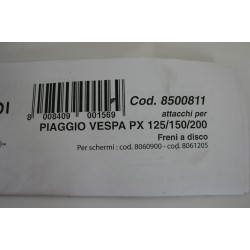 DI
Cod. 8500811
8 008409 001569
attacchi per
PIAGGIO VESPA PX 125/150/200
Freni a disco
Per schermi : cod. 8060900 - cod. 8061205